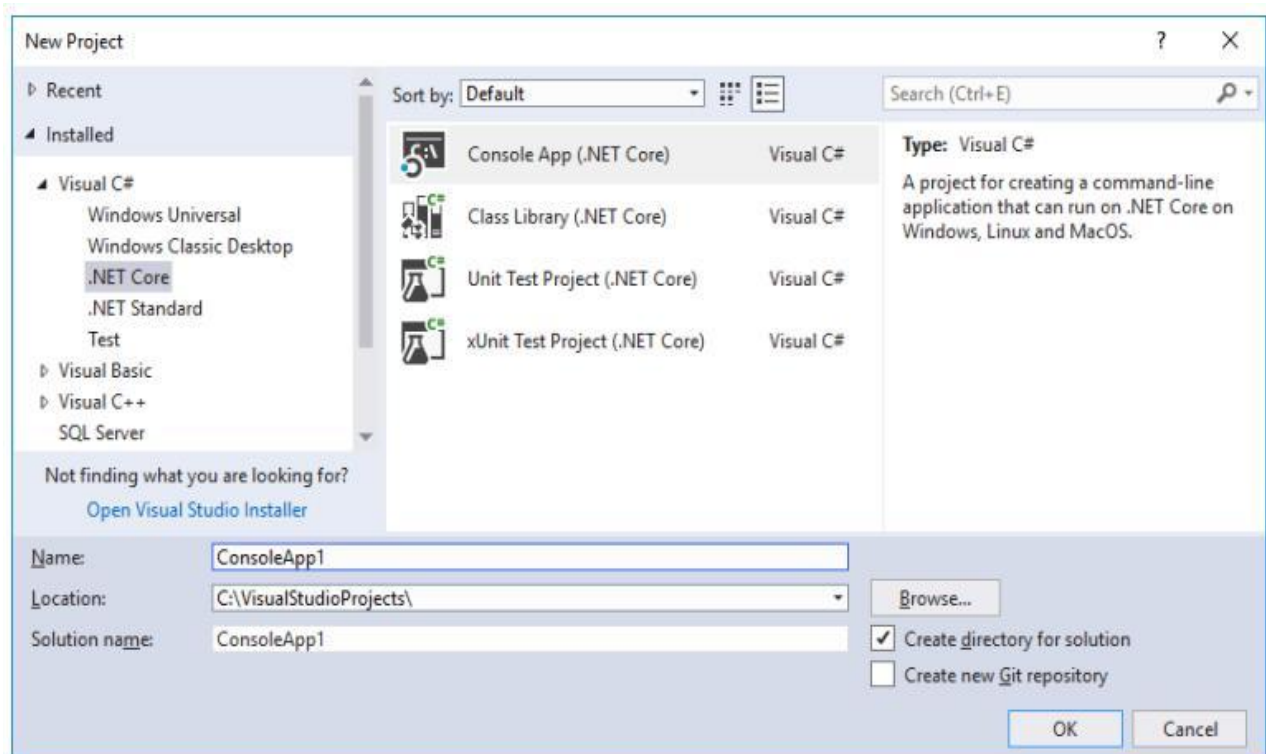 New Project
?
Recent
Installed
Visual C#
Windows Universal
Windows Classic Desktop
.NET Core
.NET Standard
Test
Visual Basic
Visual C++
SQL Server
Not finding what you are looking for?
Open Visual Studio Installer
Sort by: Default
C:\
Console App (.NET Core) Visual C#
C#
Class Library (.NET Core) Visual C#
C#
Unit Test Project (.NET Core) Visual C#
C#
xUnit Test Project (.NET Core) Visual C#
Search (Ctrl+E)
Type: Visual C#
A project for creating a command-line
application that can run on .NET Core on
Windows, Linux and MacOS.
Name: ConsoleApp1
Location: C:\VisualStudioProjects\
Browse...
Solution name: ConsoleApp1
Create directory for solution
Create new Git repository
OK Cancel